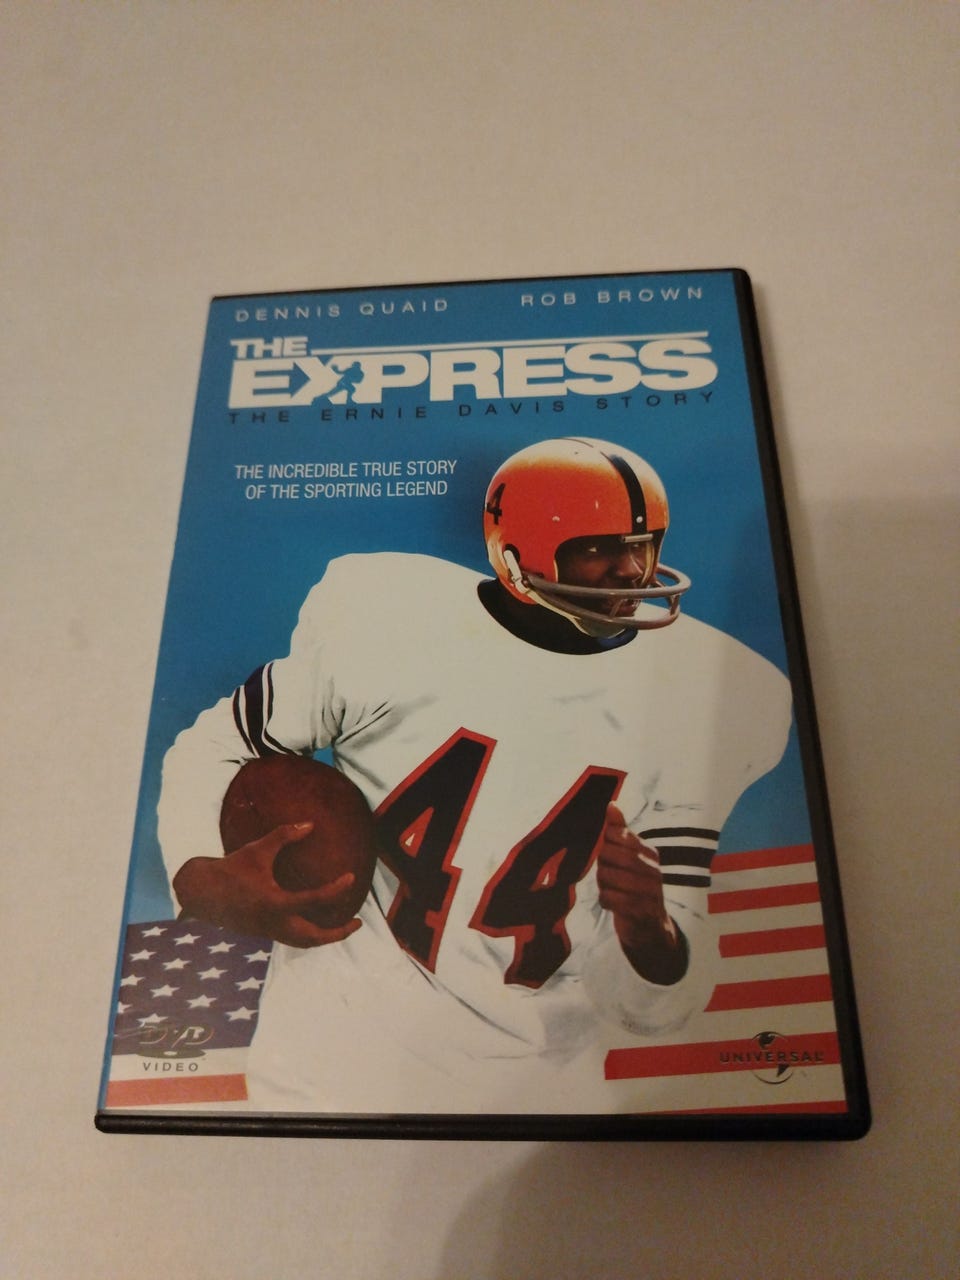 DENNIS QUAID ROB BROWN
THE
EXPRESS
THE ERNIE DAVIS STORY
THE INCREDIBLE TRUE STORY
OF THE SPORTING LEGEND
4
44
DVD
VIDEO
UNIVERSAL